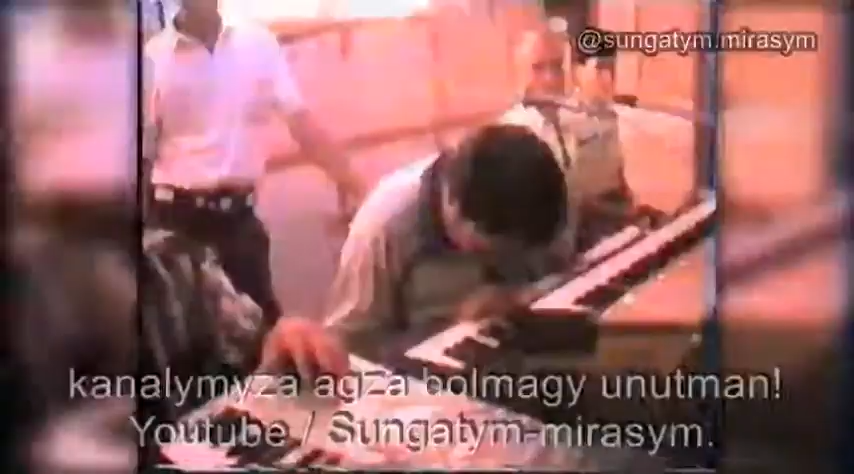 @sungatym.mirasym
kanalymyza agza bolmagy unutman!
Youtube / Sungatym-mirasym.